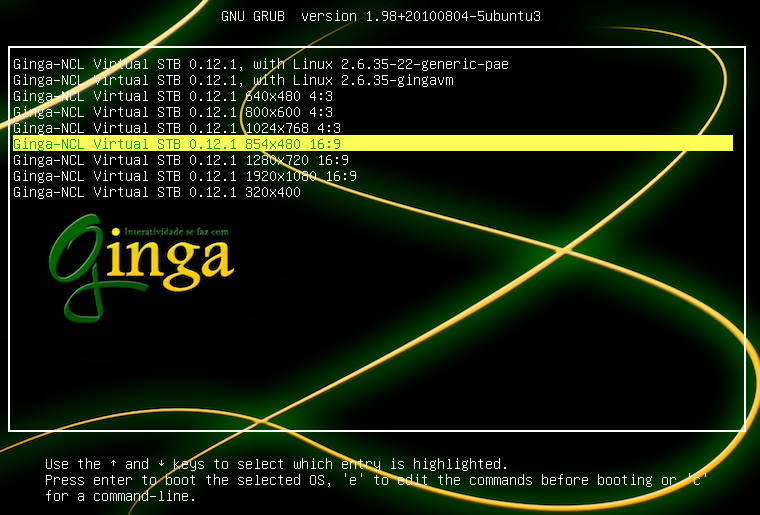 GNU GRUB  version 1.98+20100804-5ubuntu3
Ginga-NCL Virtual STB 0.12.1, with Linux 2.6.35-22-generic-pae
Ginga-NCL Virtual STB 0.12.1, with Linux 2.6.35-gingavm
Ginga-NCL Virtual STB 0.12.1 640x480 4:3
Ginga-NCL Virtual STB 0.12.1 800x600 4:3
Ginga-NCL Virtual STB 0.12.1 1024x768 4:3
Ginga-NCL Virtual STB 0.12.1 854x480 16:9
Ginga-NCL Virtual STB 0.12.1 1280x720 16:9
Ginga-NCL Virtual STB 0.12.1 1920x1080 16:9
Ginga-NCL Virtual STB 0.12.1 320x400
Interatividade se faz com
Ginga
Use the ↑ and ↓ keys to select which entry is highlighted.
Press enter to boot the selected OS, 'e' to edit the commands before booting or 'c'
for a command-line.